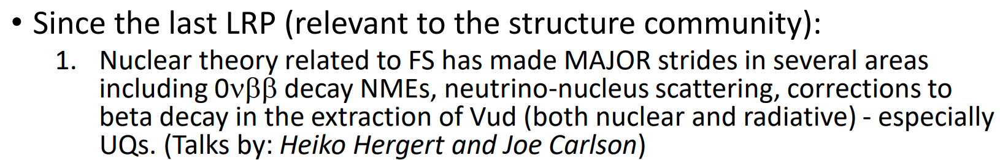 • Since the last LRP (relevant to the structure community):
1. Nuclear theory related to FS has made MAJOR strides in several areas
including 0νββ decay NMEs, neutrino-nucleus scattering, corrections to
beta decay in the extraction of Vud (both nuclear and radiative) - especially
UQs. (Talks by: Heiko Hergert and Joe Carlson)